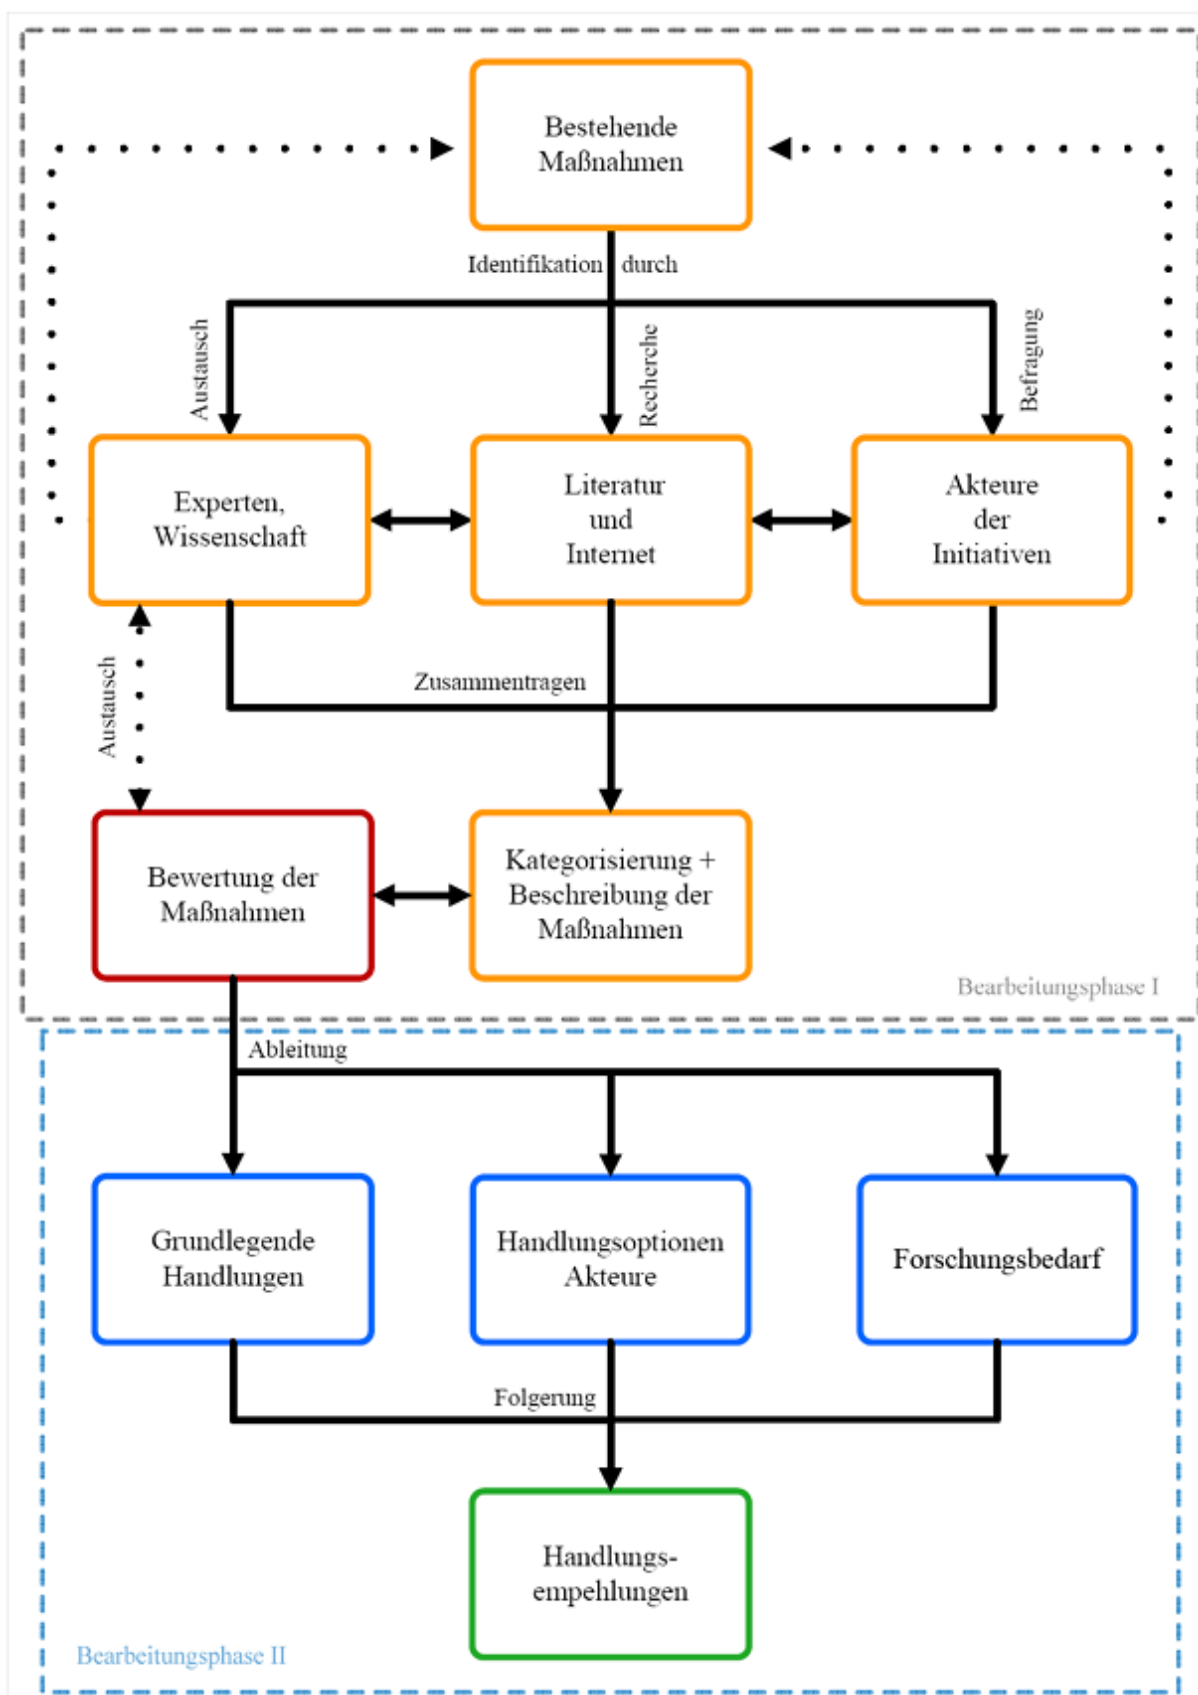 Bestehende
Maßnahmen
Identifikation durch
Austausch
Recherche
Befragung
Experten,
Wissenschaft
Literatur
und
Internet
Akteure
der
Initiativen
Zusammentragen
Austausch
Bewertung der
Maßnahmen
Kategorisierung +
Beschreibung der
Maßnahmen
Bearbeitungsphase I
Ableitung
Grundlegende
Handlungen
Handlungsoptionen
Akteure
Forschungsbedarf
Folgerung
Handlungs-
empehlungen
Bearbeitungsphase II